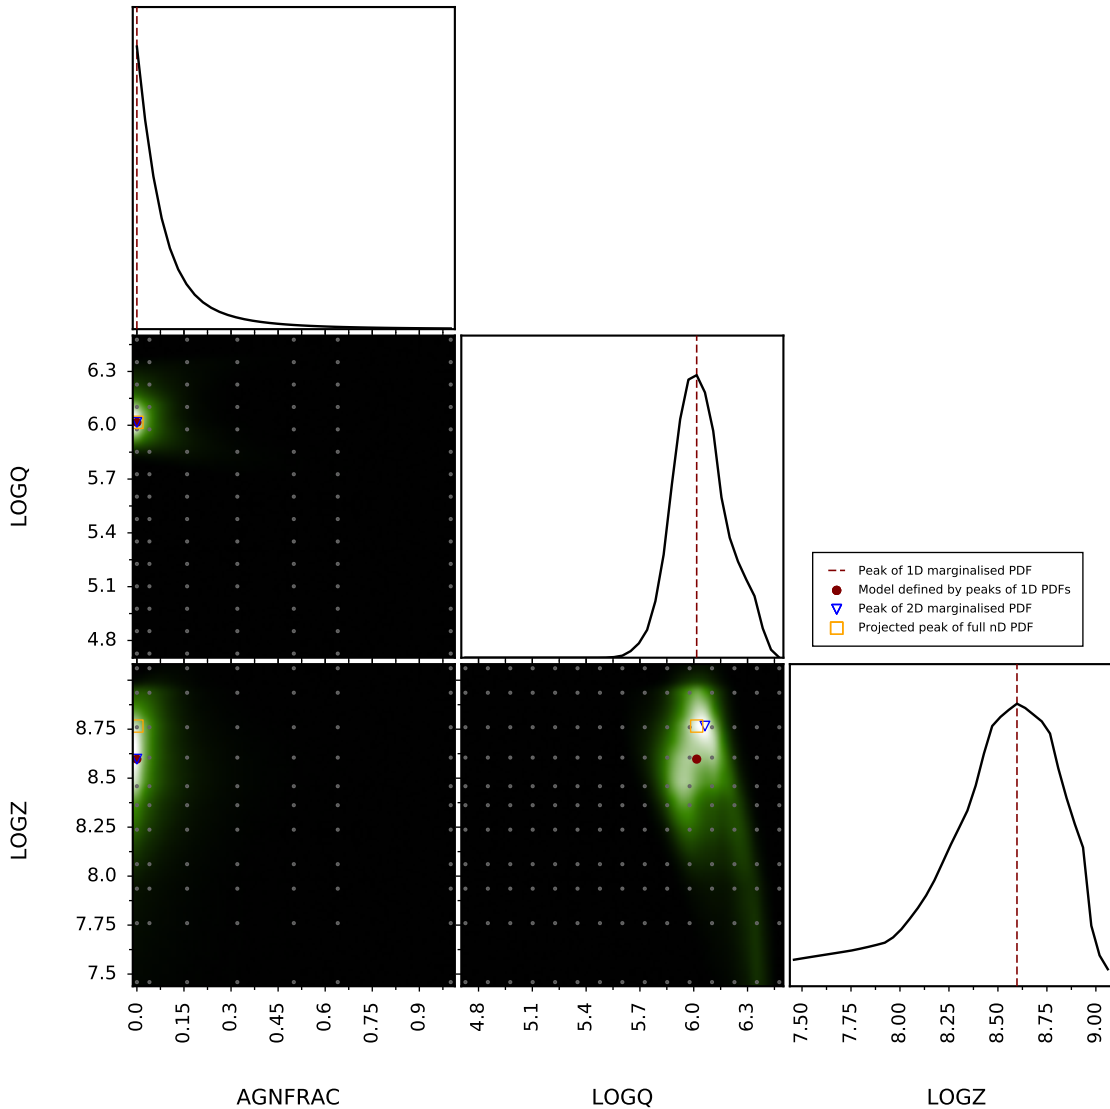 6.3
6.0
5.7
5.4
5.1
4.8
LOGQ
Peak of 1D marginalised PDF
Model defined by peaks of 1D PDFs
Peak of 2D marginalised PDF
Projected peak of full nD PDF
8.75
8.5
8.25
8.0
7.75
7.5
LOGZ
0.0 0.15 0.3 0.45 0.6 0.75 0.9
4.8 5.1 5.4 5.7 6.0 6.3
7.50 7.75 8.00 8.25 8.50 8.75 9.00
AGNFRAC LOGQ LOGZ